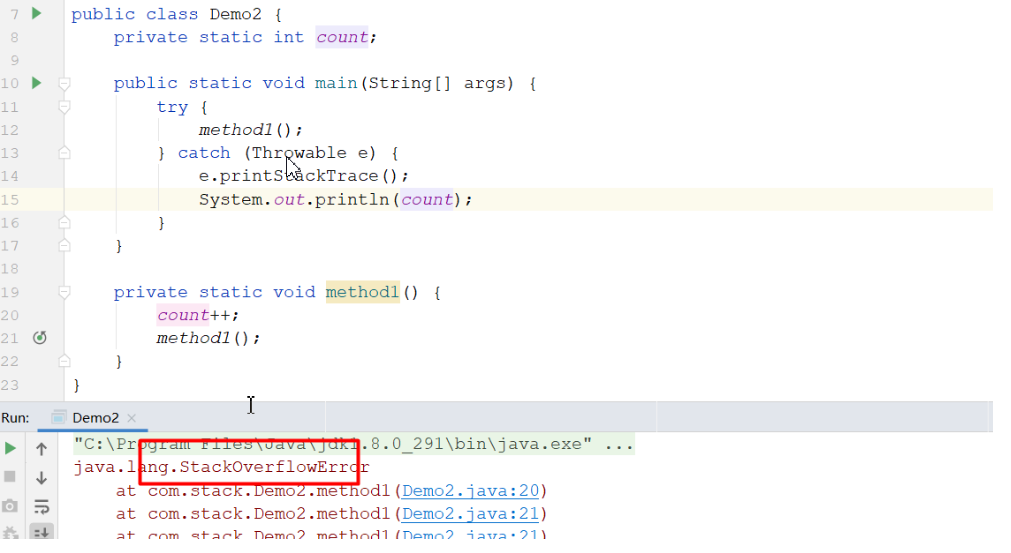 7 public class Demo2 {
8 private static int count;
9
10 public static void main(String[] args) {
11 try {
12 method1();
13 } catch (Throwable e) {
14 e.printStackTrace();
15 System.out.println(count);
16 }
17 }
18
19 private static void method1() {
20 count++;
21 method1();
22 }
23 }
Run: Demo2 ×
"C:\Program Files\Java\jdk1.8.0_291\bin\java.exe" ...
java.lang.StackOverflowError
at com.stack.Demo2.method1(Demo2.java:20)
at com.stack.Demo2.method1(Demo2.java:21)
at com.stack.Demo2.method1(Demo2.java:21)